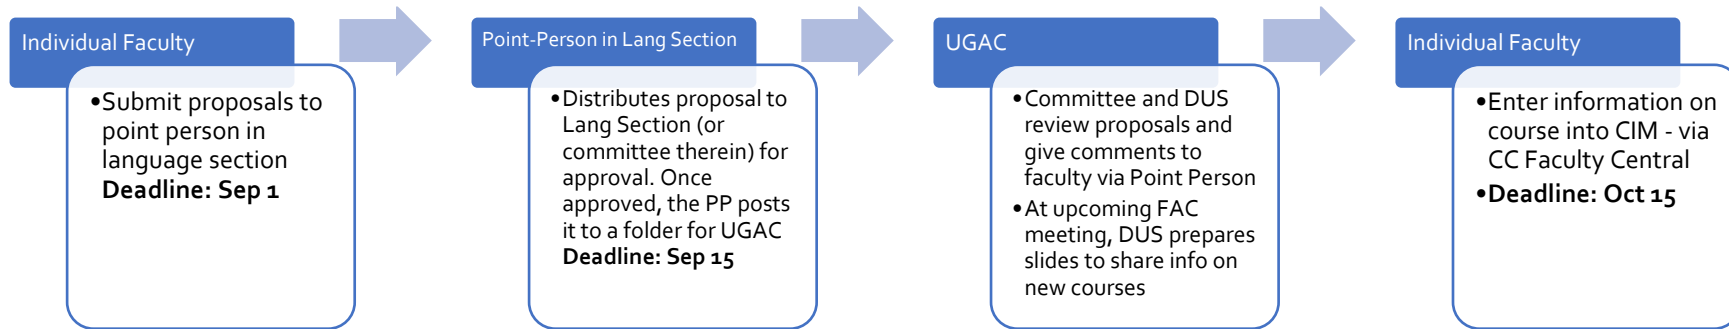 Individual Faculty
•Submit proposals to
point person in
language section
Deadline: Sep 1
Point-Person in Lang Section
•Distributes proposal to
Lang Section (or
committee therein) for
approval. Once
approved, the PP posts
it to a folder for UGAC
Deadline: Sep 15
UGAC
•Committee and DUS
review proposals and
give comments to
faculty via Point Person
•At upcoming FAC
meeting, DUS prepares
slides to share info on
new courses
Individual Faculty
•Enter information on
course into CIM - via
CC Faculty Central
•Deadline: Oct 15